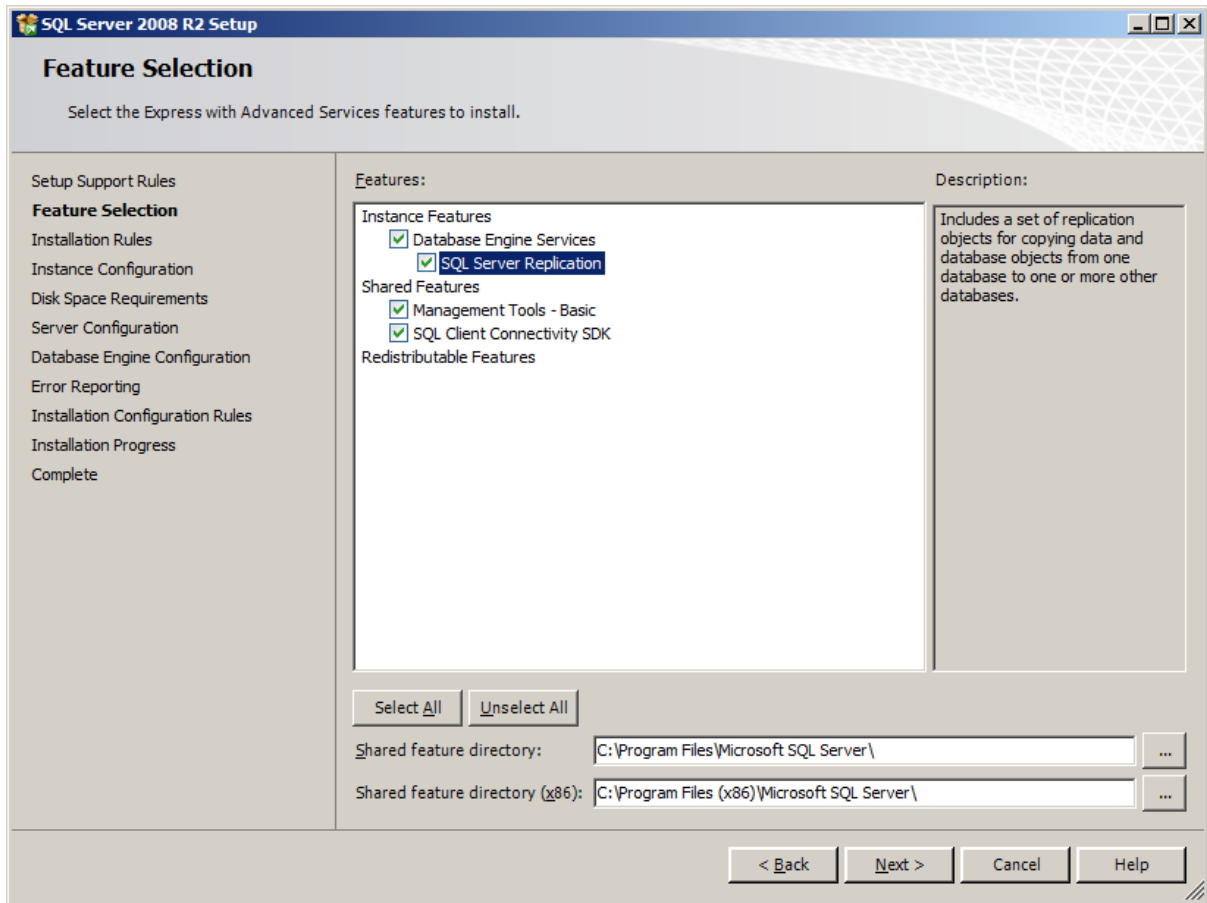 SQL Server 2008 R2 Setup
Feature Selection
Select the Express with Advanced Services features to install.
Setup Support Rules
Feature Selection
Installation Rules
Instance Configuration
Disk Space Requirements
Server Configuration
Database Engine Configuration
Error Reporting
Installation Configuration Rules
Installation Progress
Complete
Features:
Instance Features
Database Engine Services
SQL Server Replication
Shared Features
Management Tools - Basic
SQL Client Connectivity SDK
Redistributable Features
Description:
Includes a set of replication
objects for copying data and
database objects from one
database to one or more other
databases.
Select All
Unselect All
Shared feature directory:
C:\Program Files\Microsoft SQL Server\
...
Shared feature directory (x86):
C:\Program Files (x86)\Microsoft SQL Server\
...
< Back
Next >
Cancel
Help